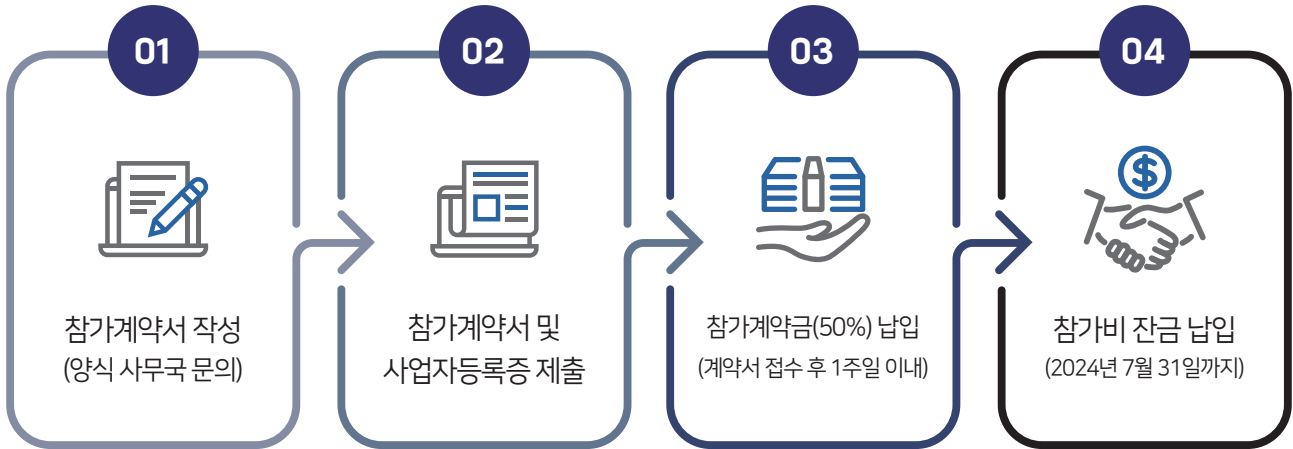 01
참가계약서 작성
(양식 사무국 문의)
02
참가계약서 및
사업자등록증 제출
03
참가계약금(50%) 납입
(계약서 접수 후 1주일 이내)
04
$
참가비 잔금 납입
(2024년 7월 31일까지)